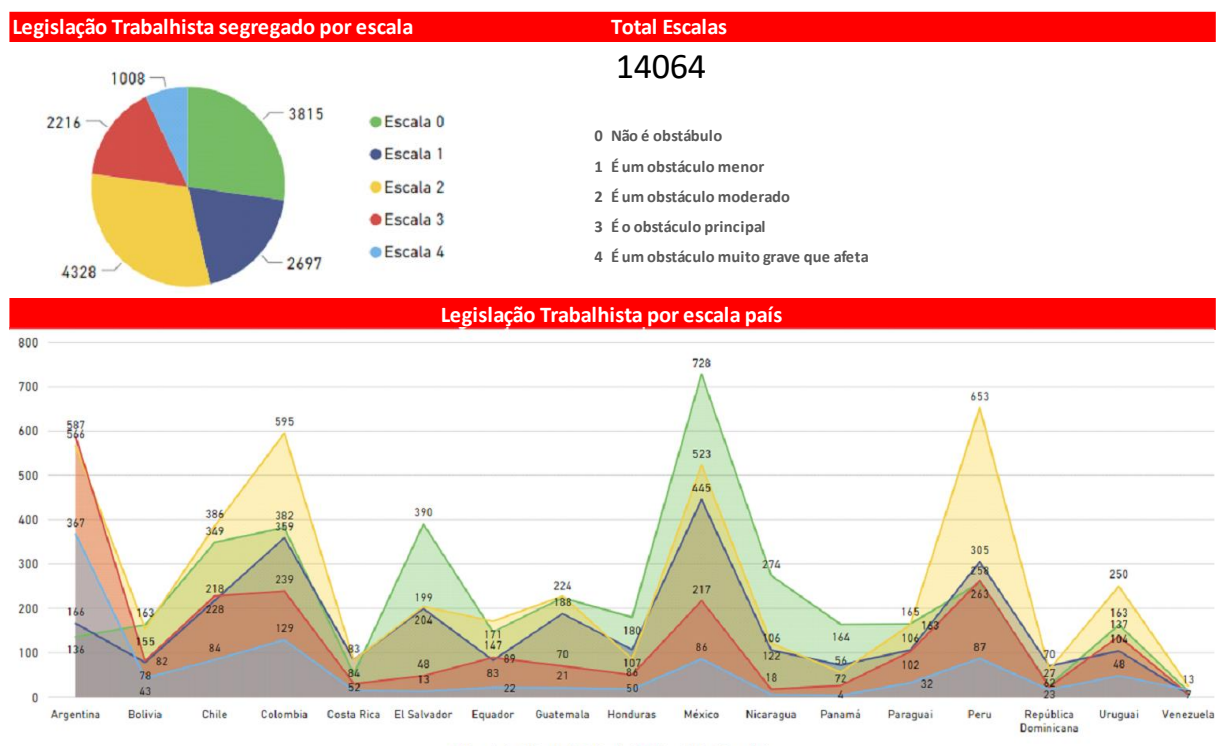 Legislação Trabalhista segregado por escala
Total Escalas
14064
1008
2216
3815
4328
2697
Escala 0
Escala 1
Escala 2
Escala 3
Escala 4
0 Não é obstábulo
1 É um obstáculo menor
2 É um obstáculo moderado
3 É o obstáculo principal
4 É um obstáculo muito grave que afeta
Legislação Trabalhista por escala país
800
700
600
500
400
300
200
100
0
587
566
367
166
136
163
155
82
78
43
386
349
218
228
84
595
382
359
239
129
83
84
52
390
199
204
48
13
171
147
89
83
22
224
188
70
21
180
107
86
50
728
523
445
217
86
274
106
122
18
164
56
72
4
165
163
106
102
32
653
305
258
263
87
70
27
62
23
250
163
137
104
48
13
7
Argentina
Bolivia
Chile
Colombia
Costa Rica
El Salvador
Equador
Guatemala
Honduras
México
Nicaragua
Panamá
Paraguai
Peru
República
Dominicana
Uruguai
Venezuela